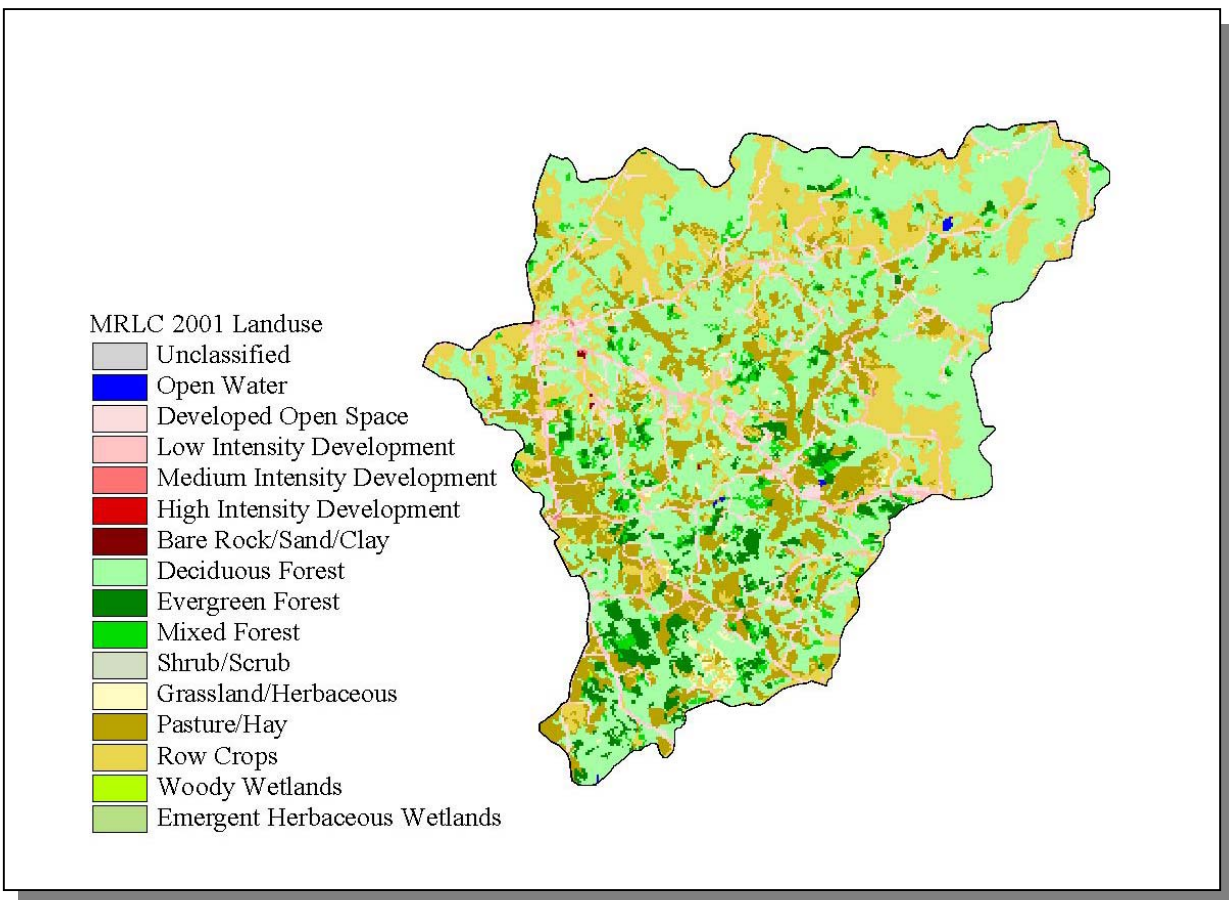 MRLC 2001 Landuse
Unclassified
Open Water
Developed Open Space
Low Intensity Development
Medium Intensity Development
High Intensity Development
Bare Rock/Sand/Clay
Deciduous Forest
Evergreen Forest
Mixed Forest
Shrub/Scrub
Grassland/Herbaceous
Pasture/Hay
Row Crops
Woody Wetlands
Emergent Herbaceous Wetlands